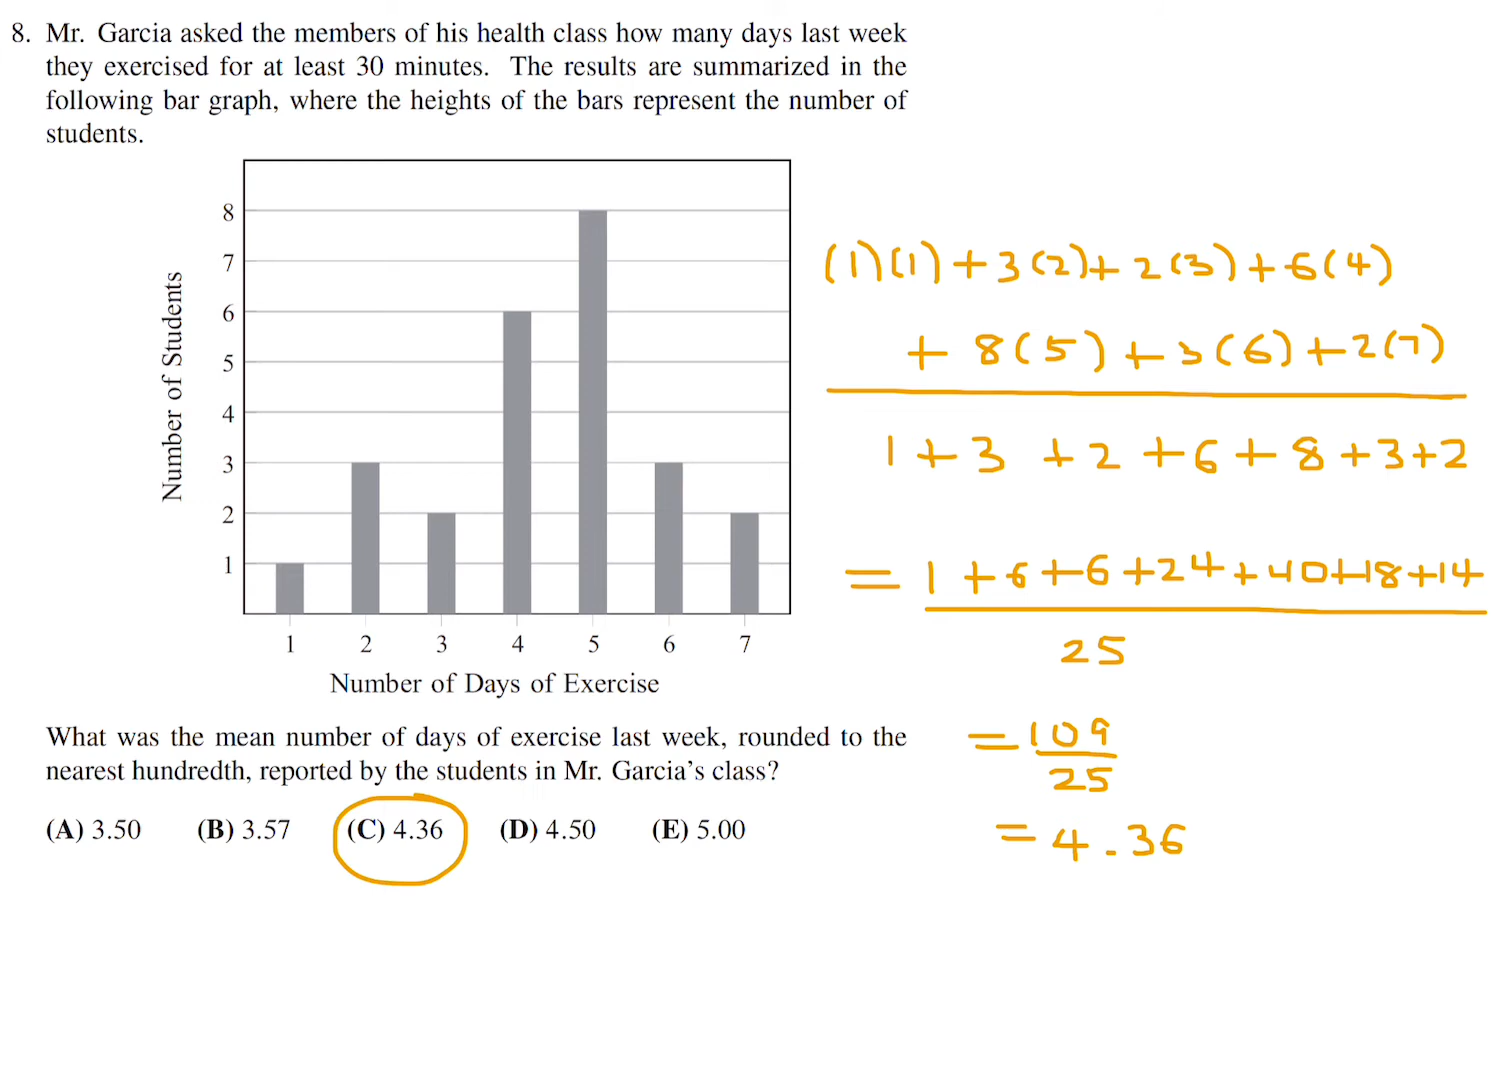 8. Mr. Garcia asked the members of his health class how many days last week
they exercised for at least 30 minutes. The results are summarized in the
following bar graph, where the heights of the bars represent the number of
students.
Number of Students
8
7
6
5
4
3
2
1
1 2 3 4 5 6 7
Number of Days of Exercise
(1)(1)+3(2)+2(3)+6(4)
+ 8(5)+3(6)+2(7)
1+3 +2 +6+8+3+2
= 1+6+6+24+40+18+14
25
= 109
25
= 4.36
What was the mean number of days of exercise last week, rounded to the
nearest hundredth, reported by the students in Mr. Garcia's class?
(A) 3.50 (B) 3.57 (C) 4.36 (D) 4.50 (E) 5.00